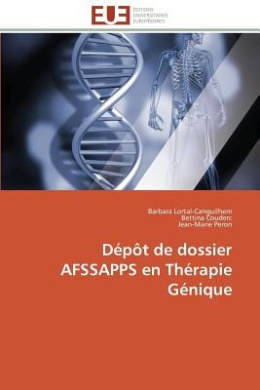 EUE
ÉDITIONS
UNIVERSITAIRES
EUROPÉENNES
Barbara Lortal-Canguilhem
Bettina Couderc
Jean-Marie Peron
Dépôt de dossier
AFSSAPPS en Thérapie
Génique